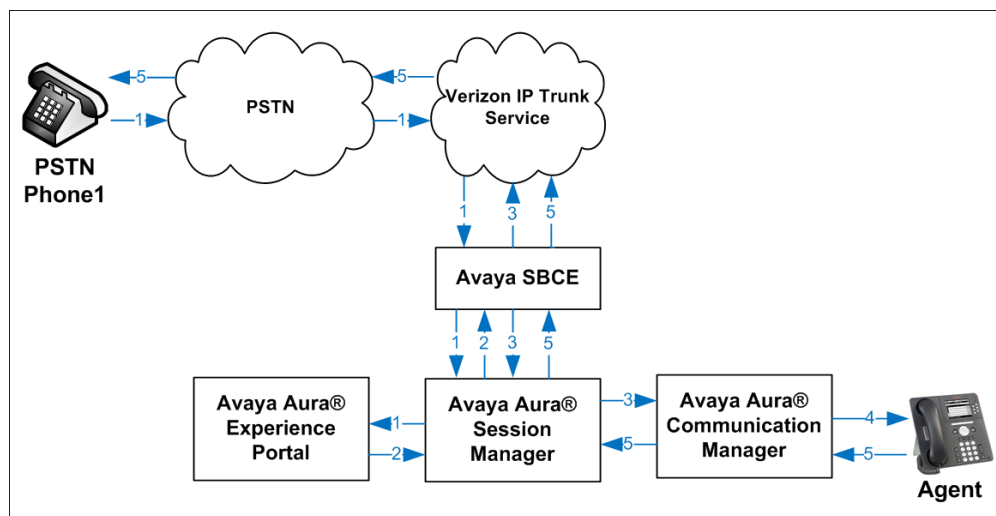 5
5
PSTN
Verizon IP Trunk
Service
1
1
PSTN
Phone1
1
3
5
Avaya SBCE
1
2
3
5
Avaya Aura®
Experience
Portal
1
2
Avaya Aura®
Session
Manager
3
5
Avaya Aura®
Communication
Manager
4
5
Agent